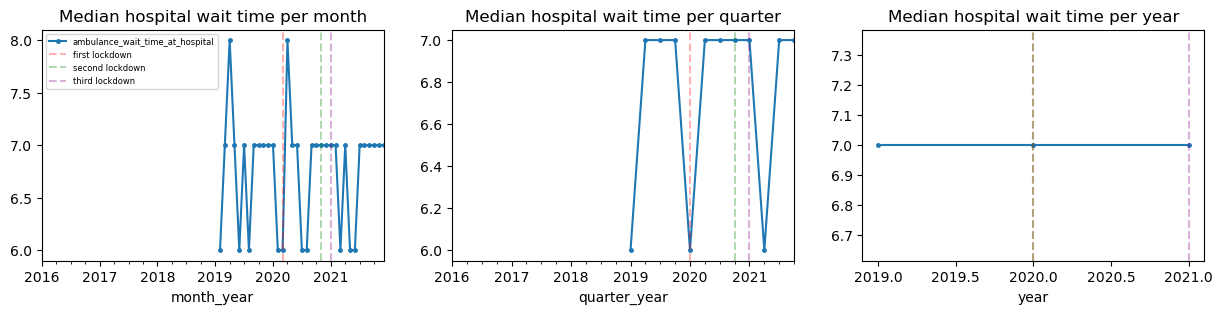 Median hospital wait time per month
8.0
7.5
7.0
6.5
6.0
ambulance_wait_time_at_hospital
first lockdown
second lockdown
third lockdown
2016 2017 2018 2019 2020 2021
month_year
Median hospital wait time per quarter
7.0
6.8
6.6
6.4
6.2
6.0
2016 2017 2018 2019 2020 2021
quarter_year
Median hospital wait time per year
7.3
7.2
7.1
7.0
6.9
6.8
6.7
2019.0 2019.5 2020.0 2020.5 2021.0
year